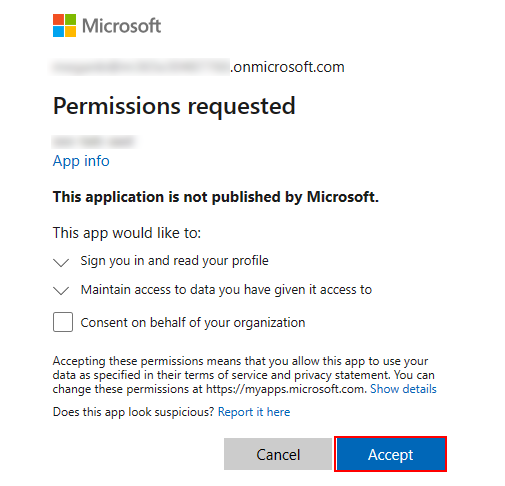 Microsoft
.onmicrosoft.com
Permissions requested
App info
This application is not published by Microsoft.
This app would like to:
Sign you in and read your profile
Maintain access to data you have given it access to
Consent on behalf of your organization
Accepting these permissions means that you allow this app to use your
data as specified in their terms of service and privacy statement. You can
change these permissions at https://myapps.microsoft.com. Show details
Does this app look suspicious? Report it here
Cancel Accept